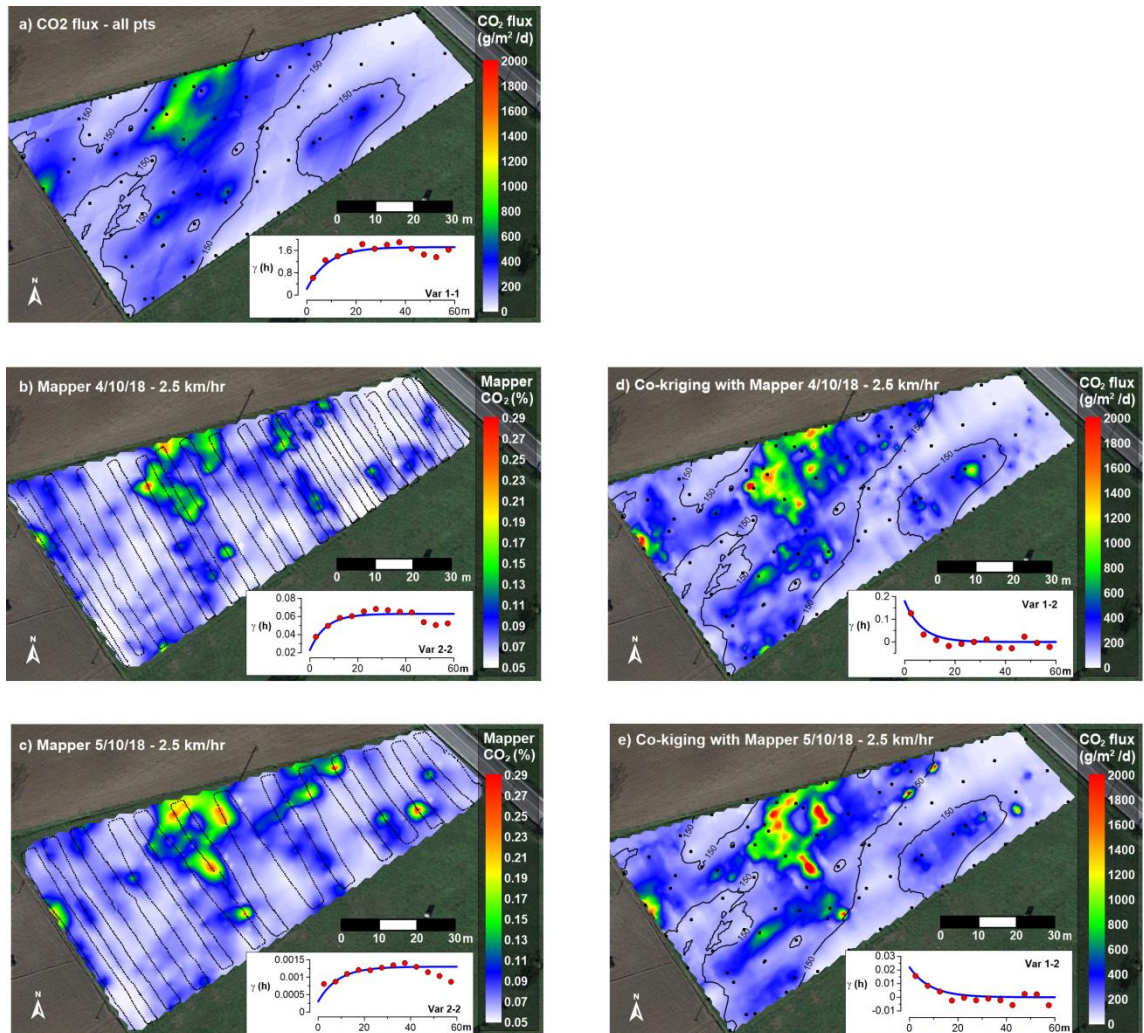 a) CO2 flux - all pts
CO₂ flux
(g/m² /d)
2000
1800
1600
1400
1200
1000
800
600
400
200
0
150
150
150
150
150
0 10 20 30 m
N
γ (h)
1.6
0.8
0
Var 1-1
0 20 40 60m
b) Mapper 4/10/18 - 2.5 km/hr
Mapper
CO₂ (%)
0.29
0.27
0.25
0.23
0.21
0.19
0.17
0.15
0.13
0.11
0.09
0.07
0.05
0 10 20 30 m
N
γ (h)
0.08
0.06
0.04
0.02
Var 2-2
0 20 40 60m
d) Co-kriging with Mapper 4/10/18 - 2.5 km/hr
CO₂ flux
(g/m² /d)
2000
1800
1600
1400
1200
1000
800
600
400
200
0
150
150
150
150
150
0 10 20 30 m
N
γ (h)
0.2
0.1
0
Var 1-2
0 20 40 60m
c) Mapper 5/10/18 - 2.5 km/hr
Mapper
CO₂ (%)
0.29
0.27
0.25
0.23
0.21
0.19
0.17
0.15
0.13
0.11
0.09
0.07
0.05
0 10 20 30 m
N
γ (h)
0.0015
0.001
0.0005
0
Var 2-2
0 20 40 60m
e) Co-kiging with Mapper 5/10/18 - 2.5 km/hr
CO₂ flux
(g/m² /d)
2000
1800
1600
1400
1200
1000
800
600
400
200
0
150
150
150
150
150
0 10 20 30 m
N
γ (h)
0.03
0.02
0.01
0
-0.01
Var 1-2
0 20 40 60m